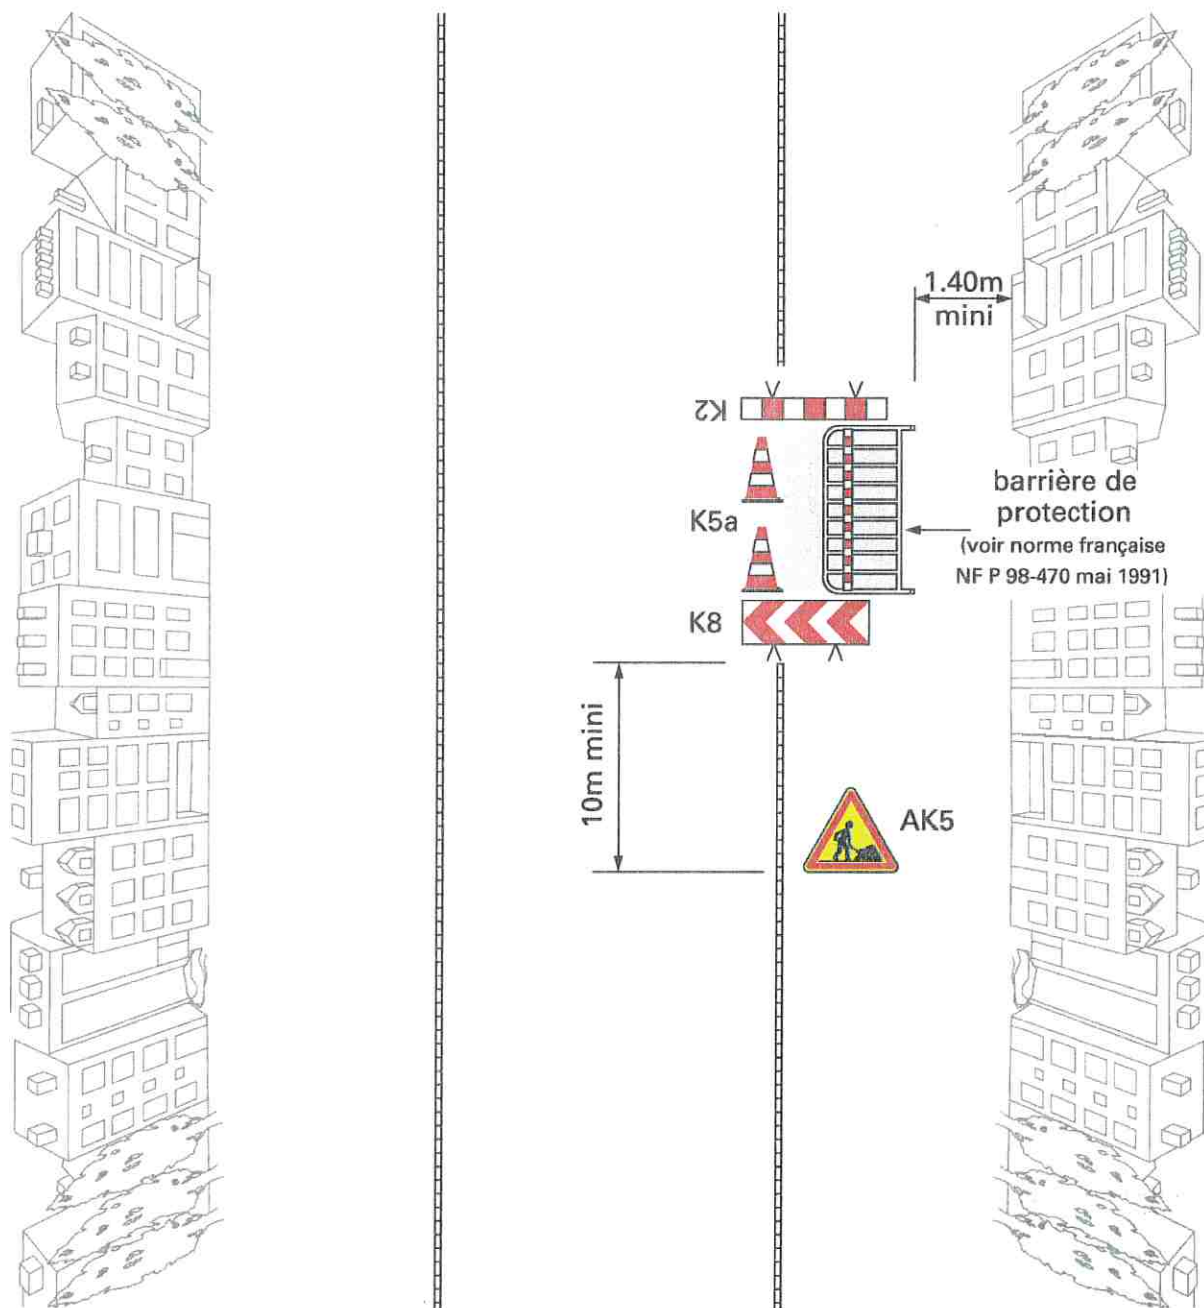 1.40m
mini
K2
K5a
barrière de
protection
(voir norme française
NF P 98-470 mai 1991)
K8
10m mini
AK5